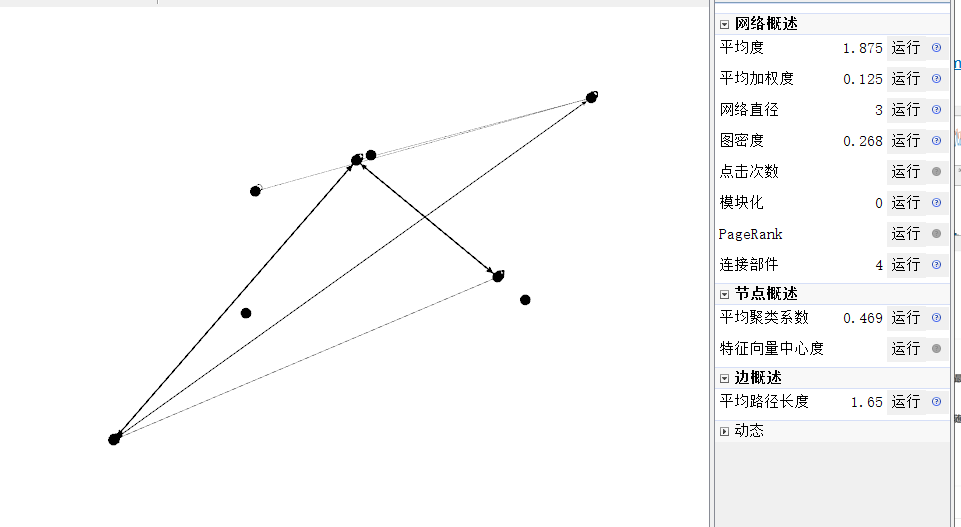 网络概述
平均度 1.875 运行
平均加权度 0.125 运行
网络直径 3 运行
图密度 0.268 运行
点击次数 运行
模块化 0 运行
PageRank 运行
连接部件 4 运行
节点概述
平均聚类系数 0.469 运行
特征向量中心度 运行
边概述
平均路径长度 1.65 运行
动态